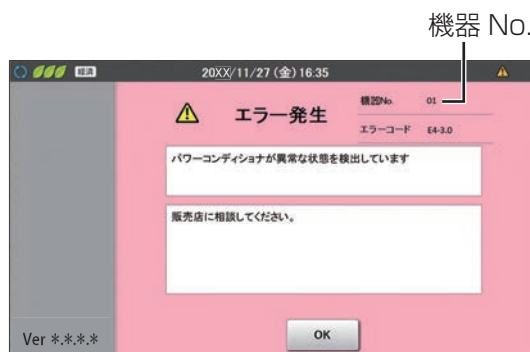 機器 No.
経済 20XX/11/27(金)16:35
エラー発生
機器No. 01
エラーコード E4-3.0
パワーコンディショナが異常な状態を検出しています
販売店に相談してください。
OK
Ver *.*.*.*